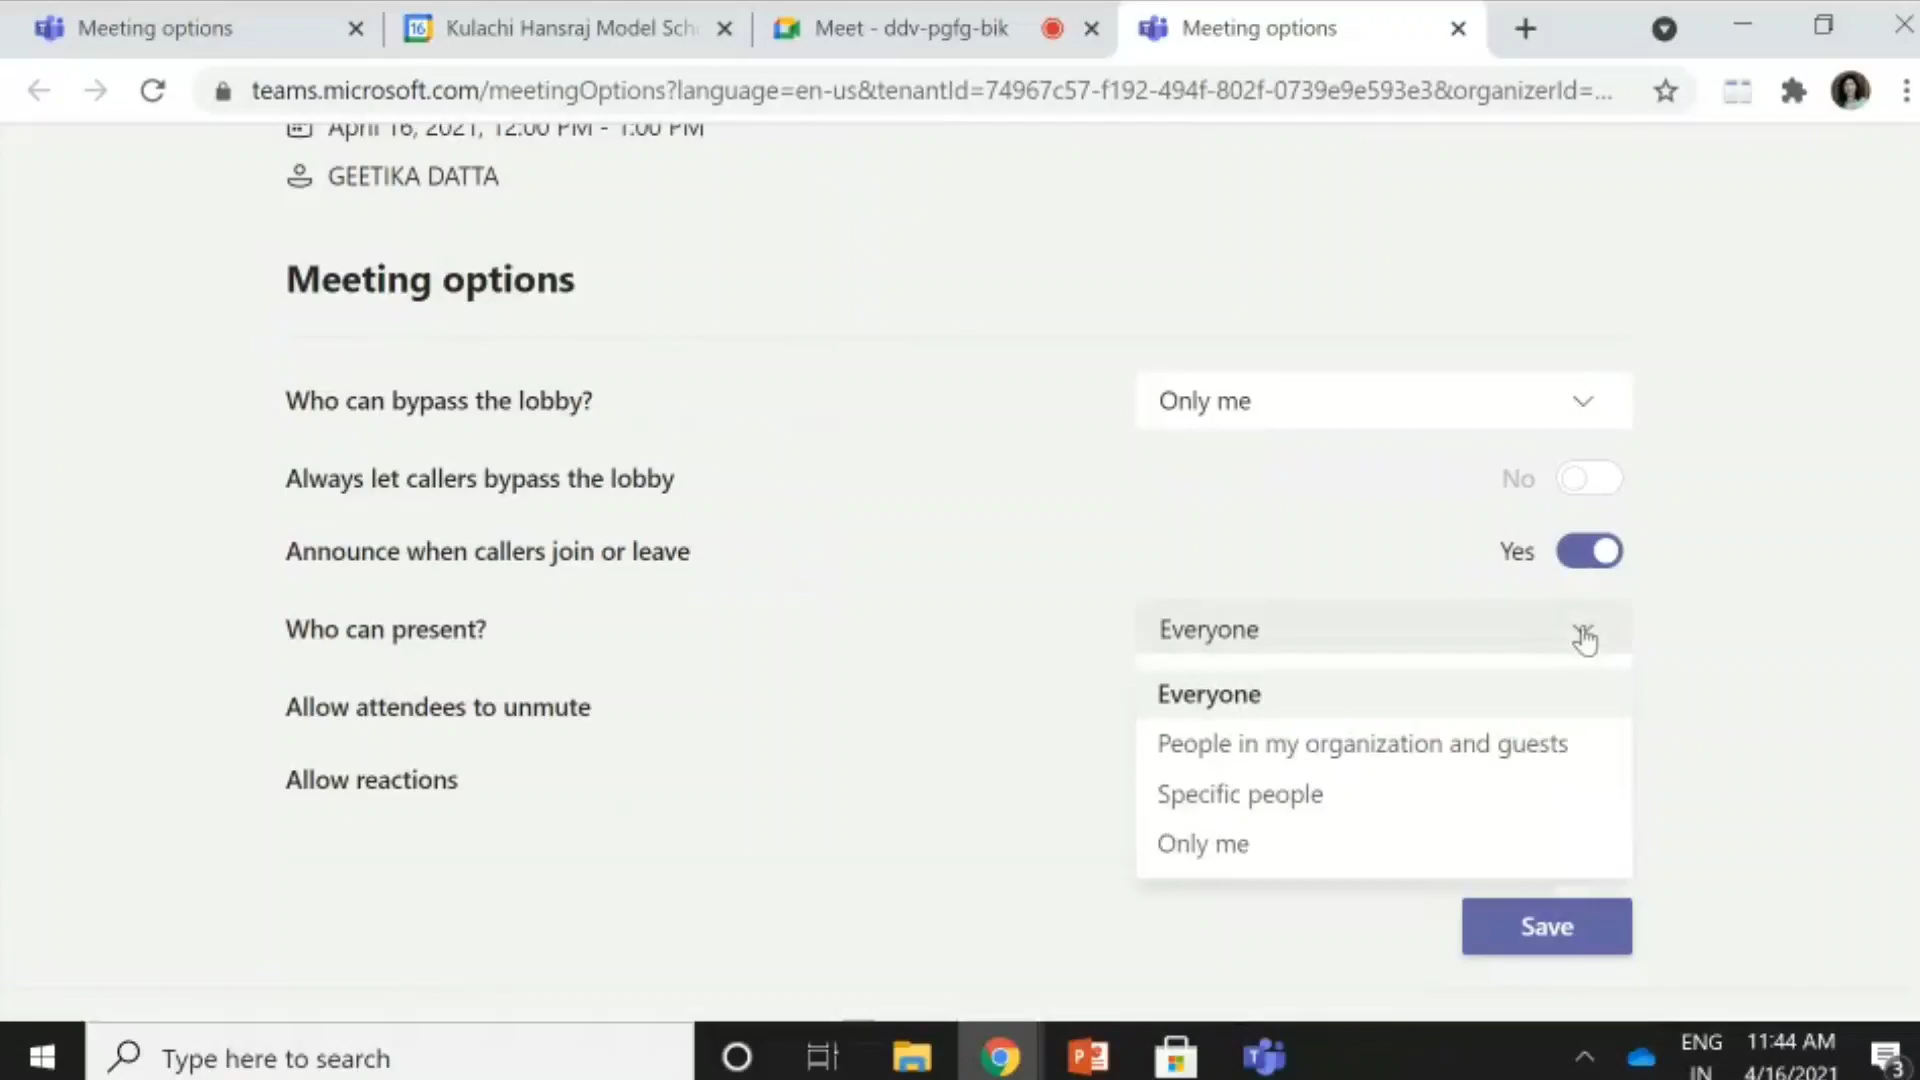 Meeting options
16
Kulachi Hansraj Model Sch
Meet - ddv-pgfg-bik
Meeting options
teams.microsoft.com/meetingOptions?language=en-us&tenantId=74967c57-f192-494f-802f-0739e9e593e3&organizerId=...
April 16, 2021, 12:00 PM - 1:00 PM
GEETIKA DATTA
Meeting options
Who can bypass the lobby?
Only me
Always let callers bypass the lobby
No
Announce when callers join or leave
Yes
Who can present?
Everyone
Everyone
Allow attendees to unmute
People in my organization and guests
Allow reactions
Specific people
Only me
Save
Type here to search
ENG
IN
11:44 AM
4/16/2021
3